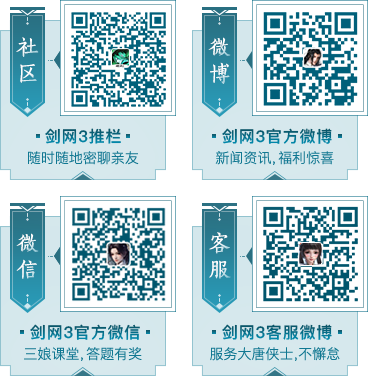 社区
剑网3推栏
随时随地密聊亲友
微博
剑网3官方微博
新闻资讯,福利惊喜
微信
剑网3官方微信
三娘课堂,答题有奖
客服
剑网3客服微博
服务大唐侠士,不懈怠